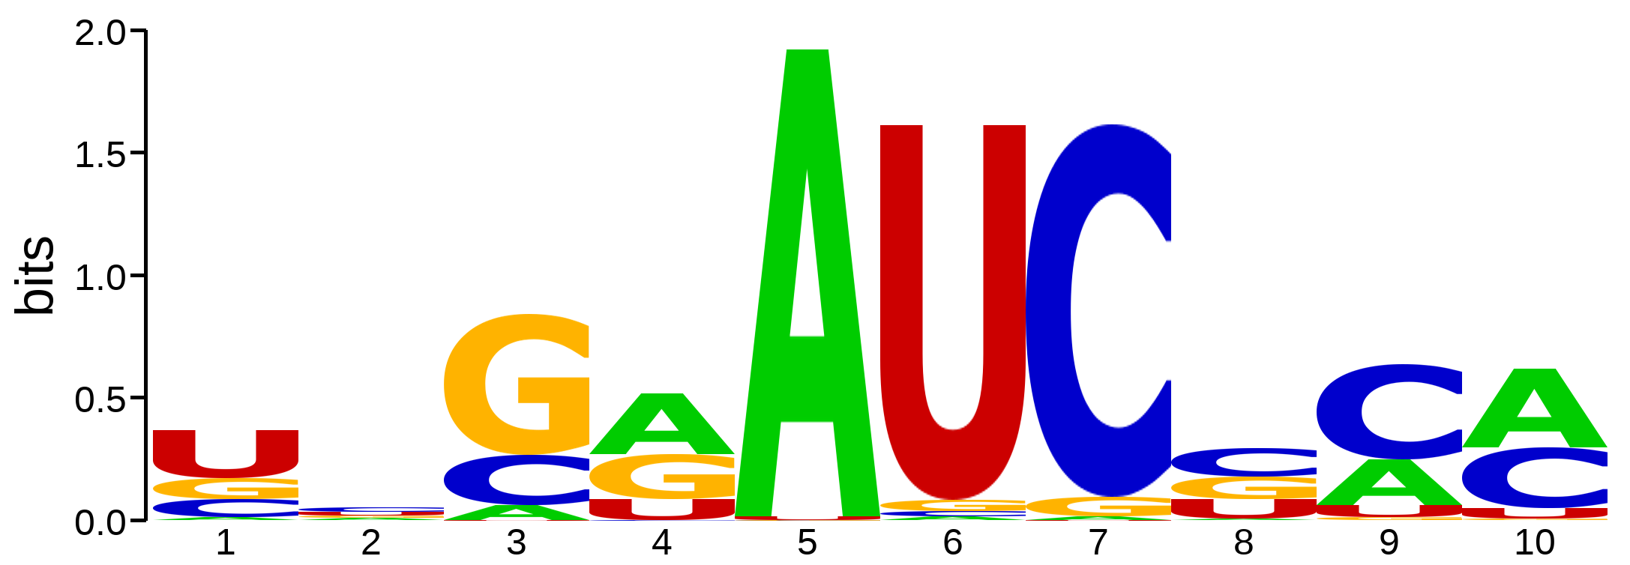 2.0
1.5
1.0
0.5
0.0
bits
U G C A
C U G A
G C A U
A G U C
A U G
U G C A
C G A U
C G U A
C A U G
A C U G
1 2 3 4 5 6 7 8 9 10